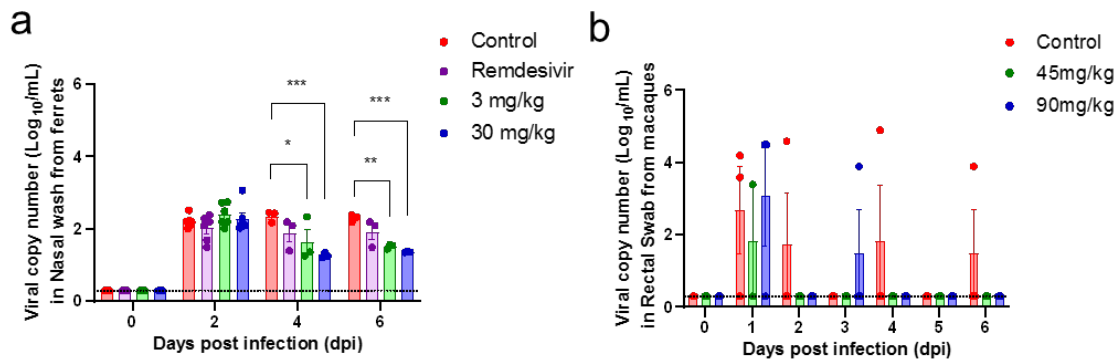 a
Control
Remdesivir
3 mg/kg
30 mg/kg
Viral copy number (Log10/mL)
in Nasal wash from ferrets
6
4
2
0
***
*
***
**
0 2 4 6
Days post infection (dpi)
b
Control
45mg/kg
90mg/kg
Viral copy number (Log10/mL)
in Rectal Swab from macaques
6
4
2
0
0 1 2 3 4 5 6
Days post infection (dpi)